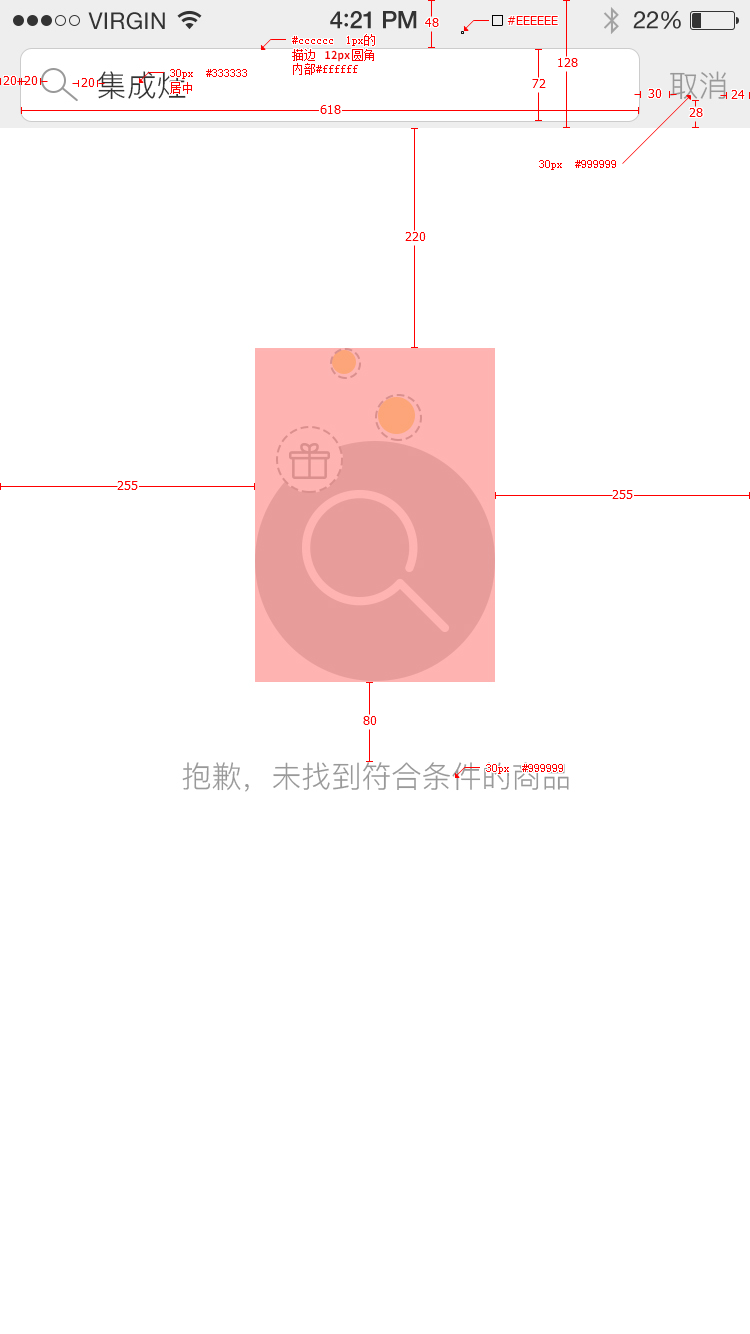 VIRGIN 4:21 PM 48 #EEEEEE 22%
#cccccc 1px的
描边 12px圆角
内部#ffffff
128
20 20 20 集成灶 30px #333333
居中
72 取消
30 24
618 28
30px #999999
220
255 255
80
抱歉，未找到符合条件的商品 30px #999999